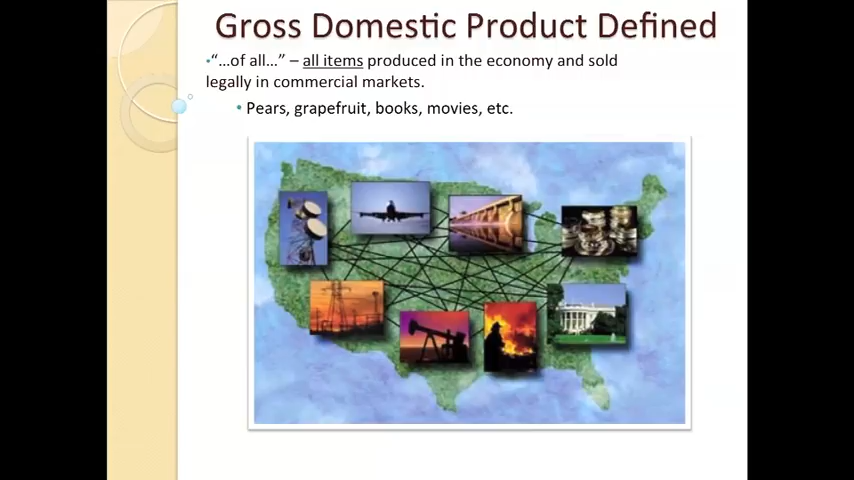 Gross Domestic Product Defined
•“…of all…” – all items produced in the economy and sold
legally in commercial markets.
• Pears, grapefruit, books, movies, etc.